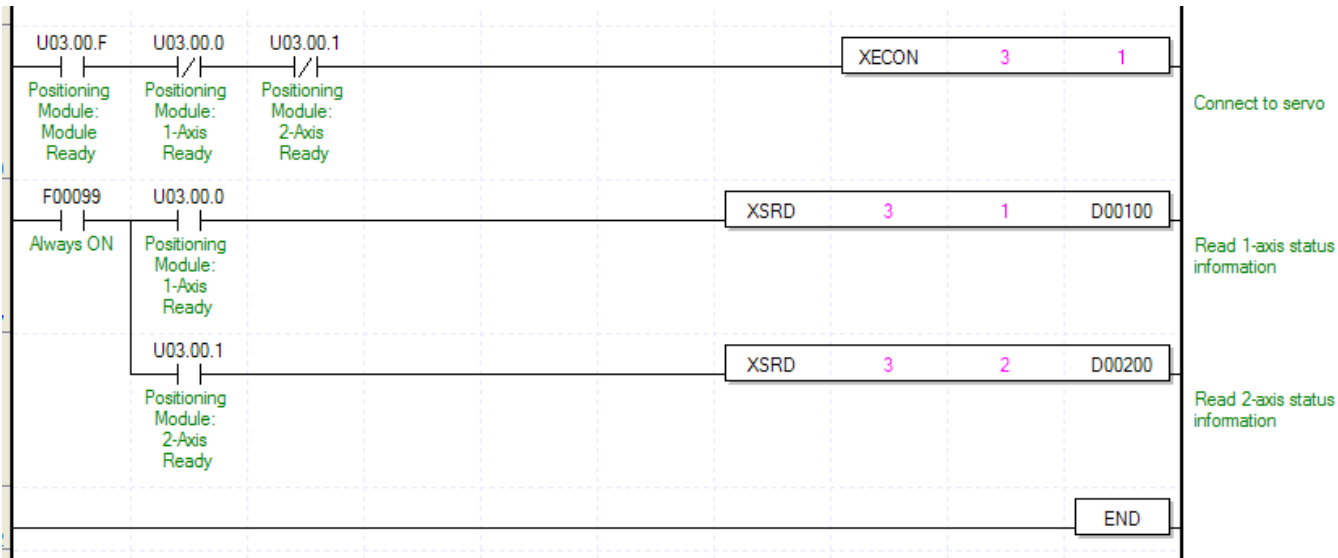 U03.00.F U03.00.0 U03.00.1
XECON 3 1
Positioning Module: Module Ready
Positioning Module: 1-Axis Ready
Positioning Module: 2-Axis Ready
Connect to servo
F00099 U03.00.0
XSRD 3 1 D00100
Always ON
Positioning Module: 1-Axis Ready
Read 1-axis status
information
U03.00.1
XSRD 3 2 D00200
Positioning
Module:
2-Axis
Ready
Read 2-axis status
information
END